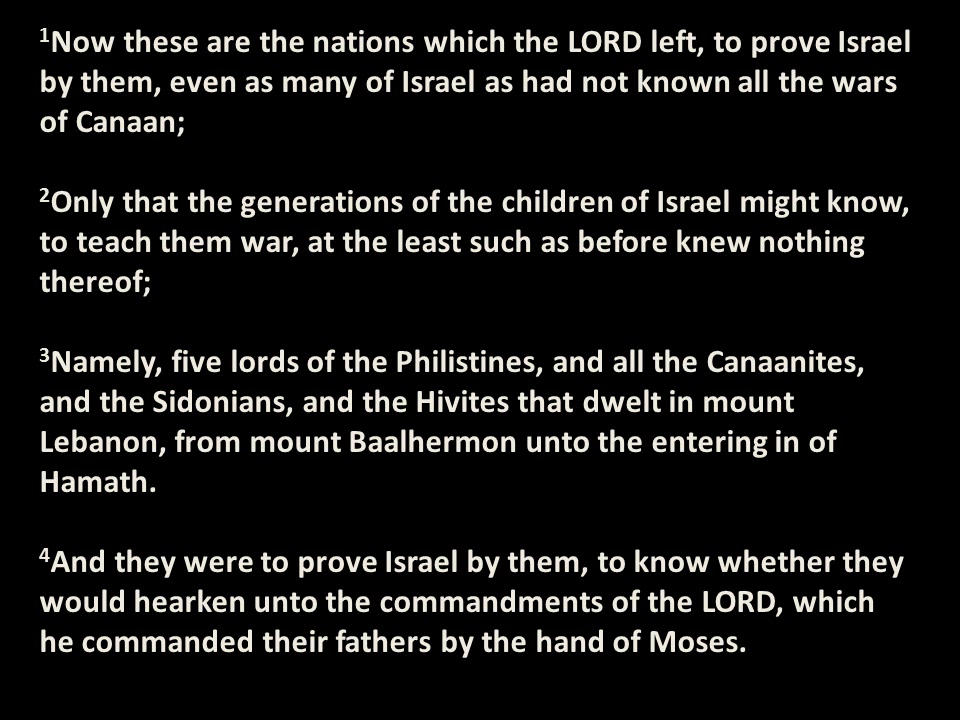 1Now these are the nations which the LORD left, to prove Israel
by them, even as many of Israel as had not known all the wars
of Canaan;
2Only that the generations of the children of Israel might know,
to teach them war, at the least such as before knew nothing
thereof;
3Namely, five lords of the Philistines, and all the Canaanites,
and the Sidonians, and the Hivites that dwelt in mount
Lebanon, from mount Baalhermon unto the entering in of
Hamath.
4And they were to prove Israel by them, to know whether they
would hearken unto the commandments of the LORD, which
he commanded their fathers by the hand of Moses.